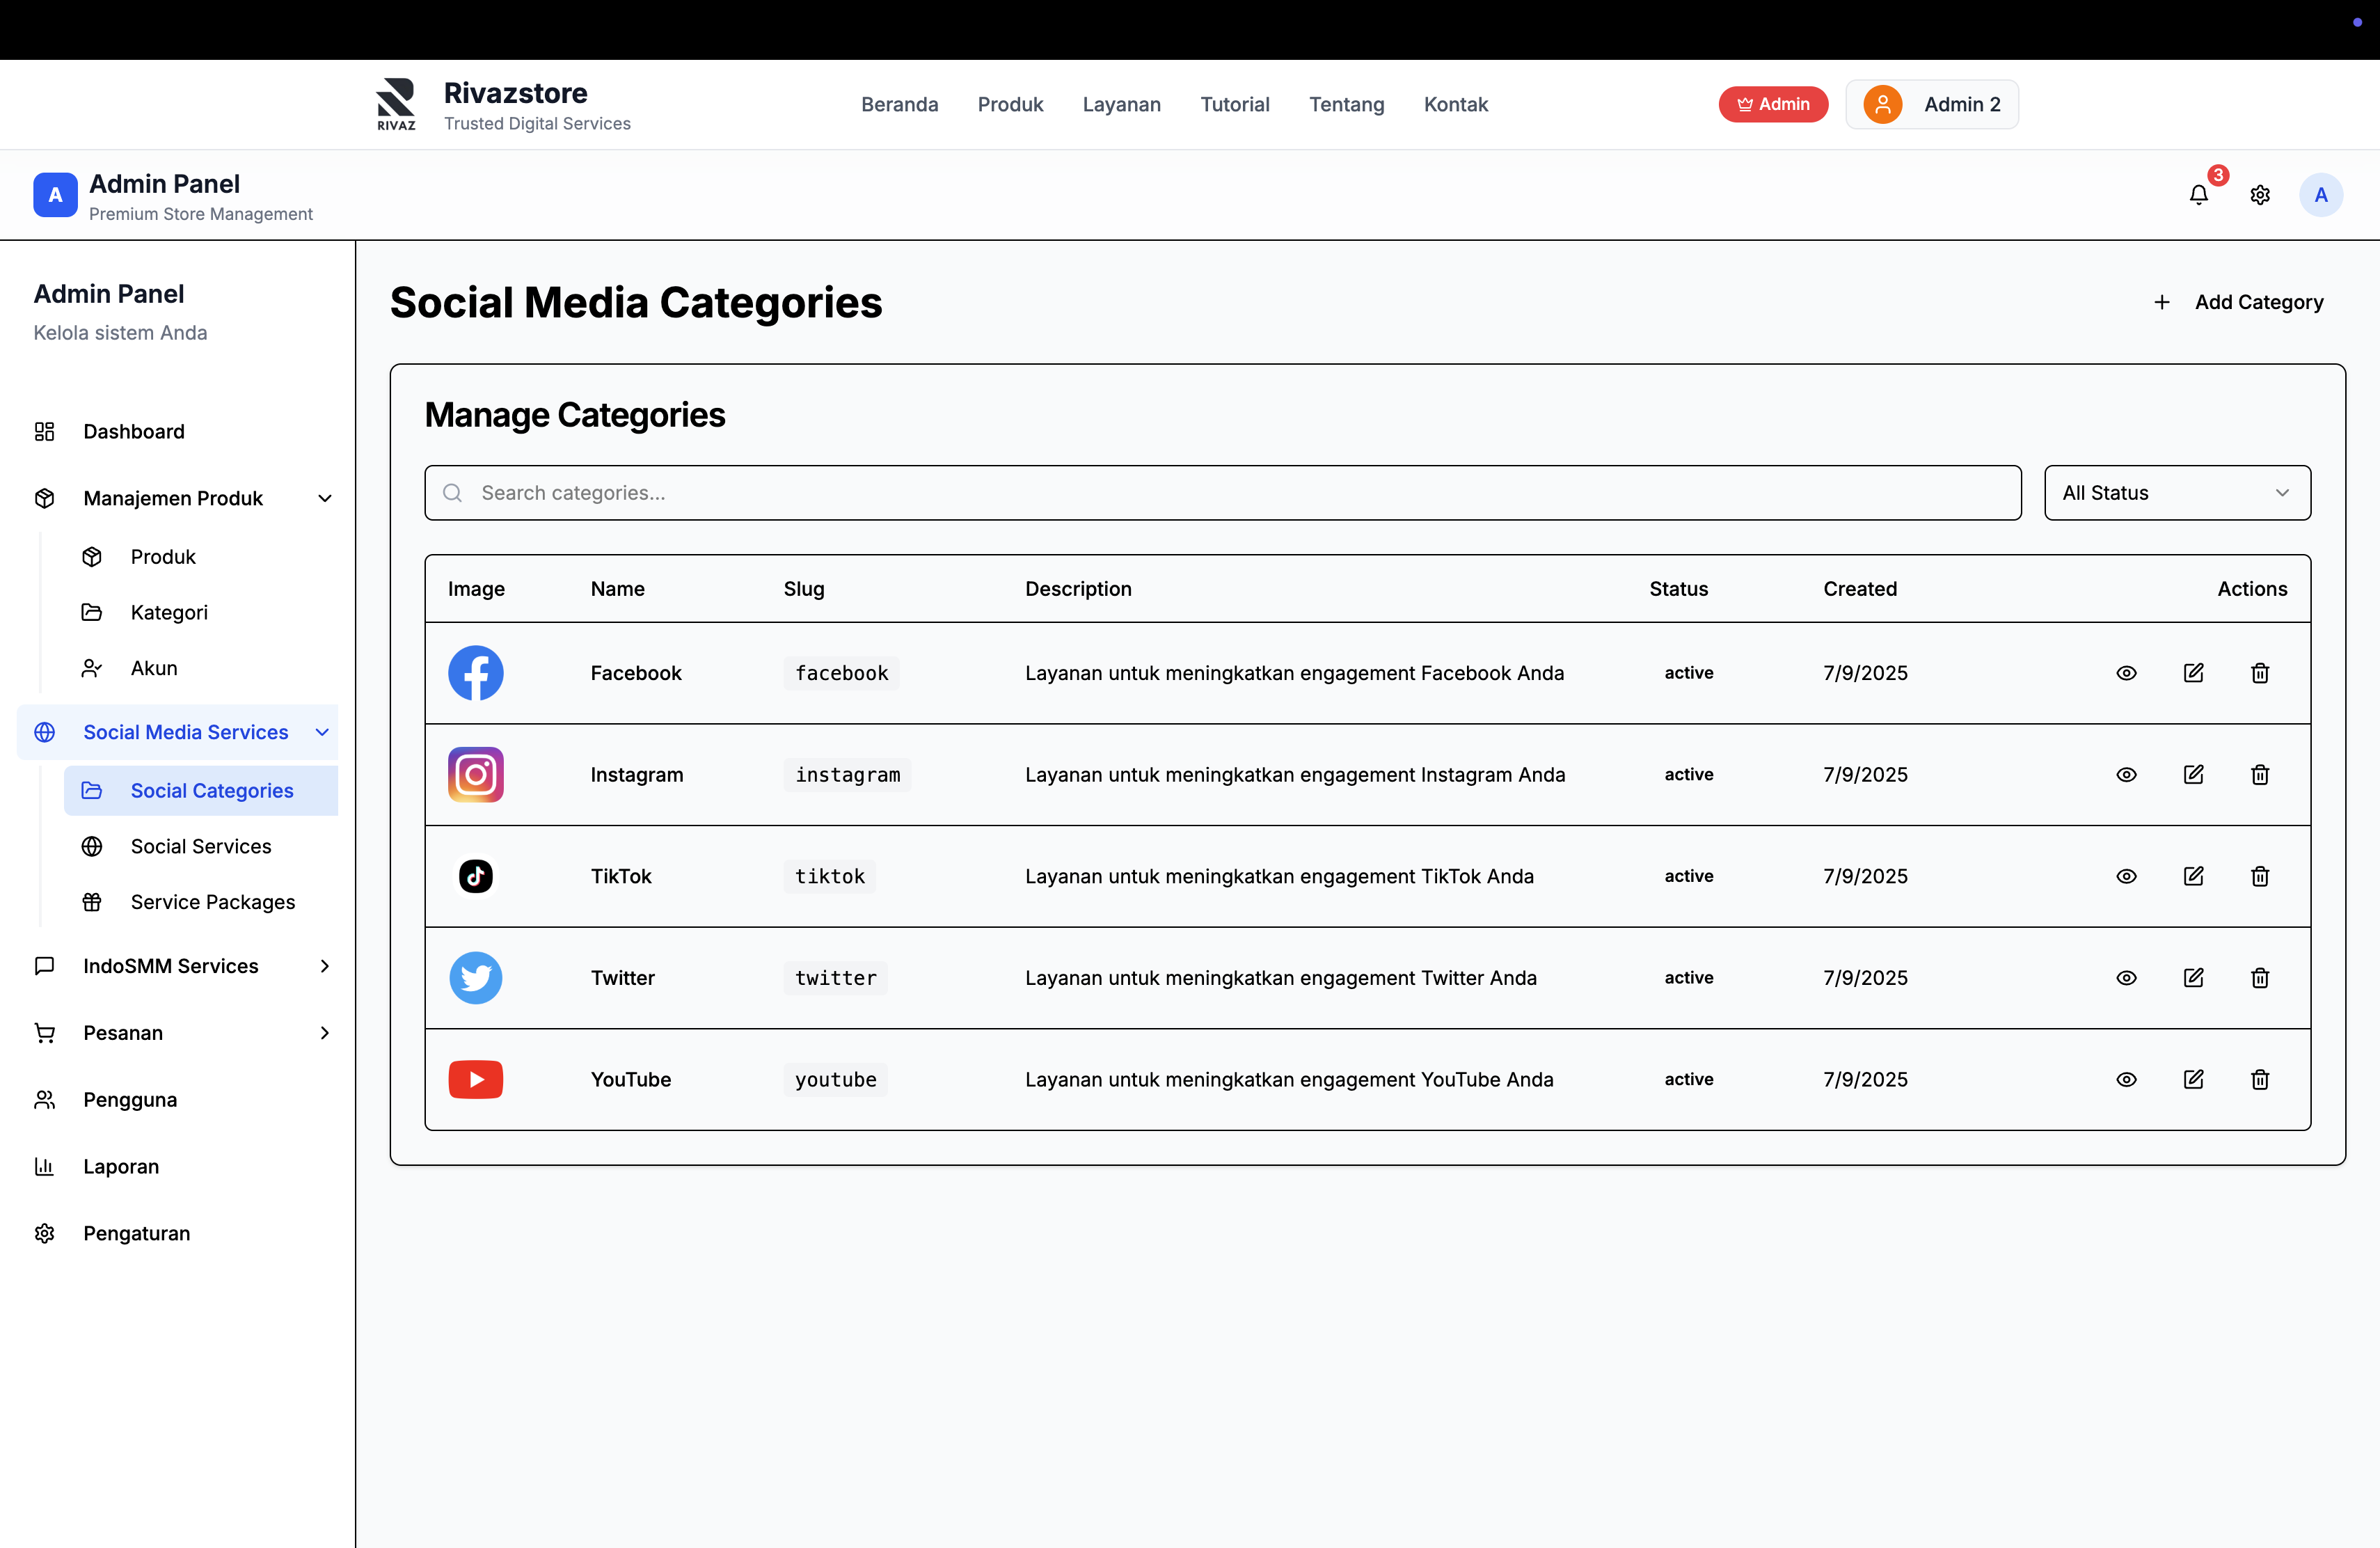 RIVAZ
Rivazstore
Trusted Digital Services
Beranda
Produk
Layanan
Tutorial
Tentang
Kontak
Admin
Admin 2
A
Admin Panel
Premium Store Management
3
A
Admin Panel
Kelola sistem Anda
Dashboard
Manajemen Produk
Produk
Kategori
Akun
Social Media Services
Social Categories
Social Services
Service Packages
IndoSMM Services
Pesanan
Pengguna
Laporan
Pengaturan
Social Media Categories
Add Category
Manage Categories
Search categories...
All Status
Image Name Slug Description Status Created Actions
Facebook facebook Layanan untuk meningkatkan engagement Facebook Anda active 7/9/2025
Instagram instagram Layanan untuk meningkatkan engagement Instagram Anda active 7/9/2025
TikTok tiktok Layanan untuk meningkatkan engagement TikTok Anda active 7/9/2025
Twitter twitter Layanan untuk meningkatkan engagement Twitter Anda active 7/9/2025
YouTube youtube Layanan untuk meningkatkan engagement YouTube Anda active 7/9/2025